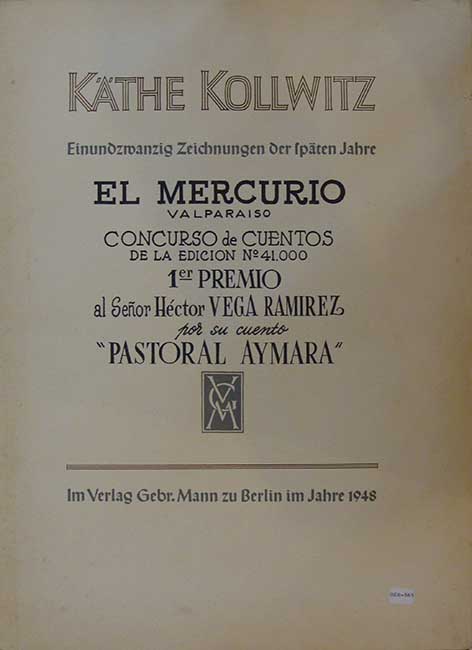 KÄTHE KOLLWITZ
Einundzwanzig Zeichnungen der späten Jahre
EL MERCURIO
VALPARAISO
CONCURSO de CUENTOS
DE LA EDICION Nº 41.000
1er PREMIO
al Señor Héctor VEGA RAMIREZ
por su cuento
"PASTORAL AYMARA"
Im Verlag Gebr. Mann zu Berlin im Jahre 1948